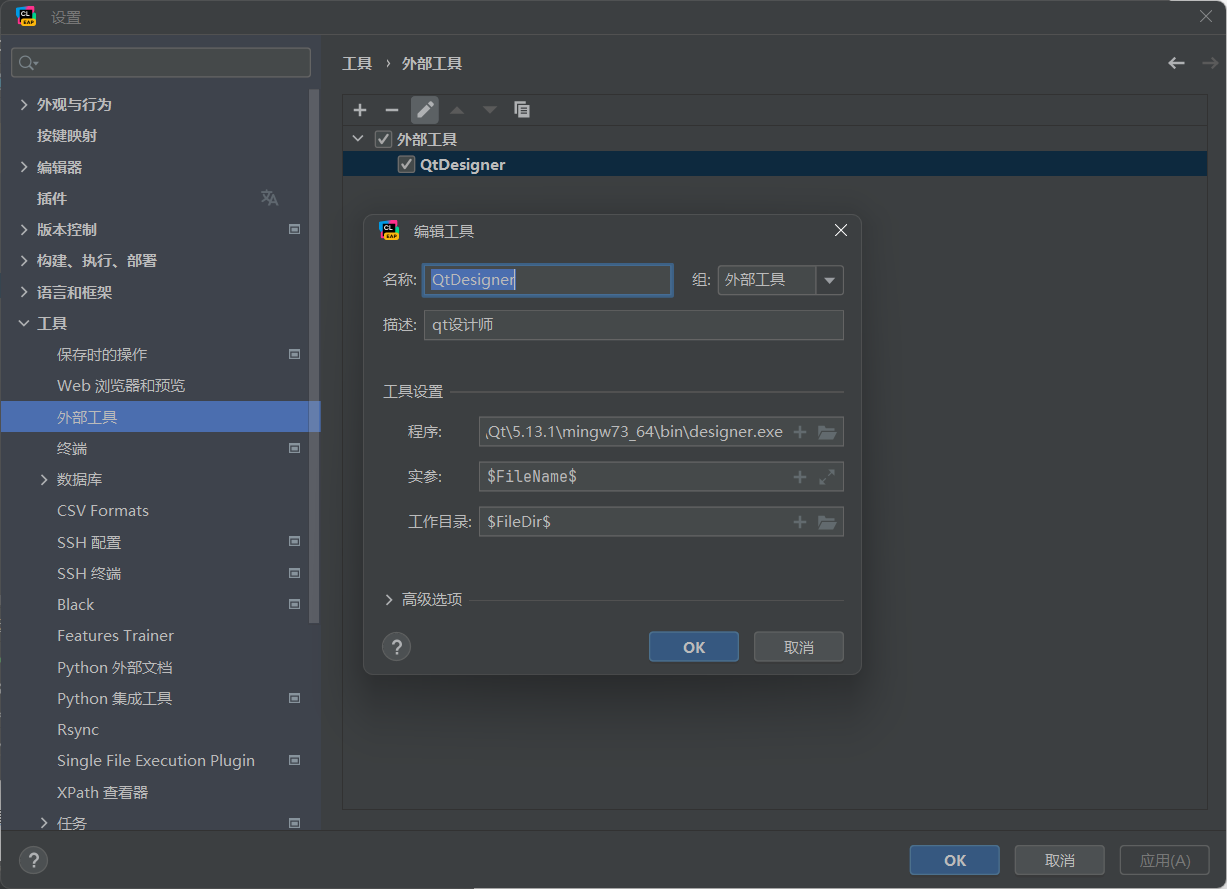 设置
工具 › 外部工具
外观与行为
按键映射
编辑器
插件
版本控制
构建、执行、部署
语言和框架
工具
保存时的操作
Web 浏览器和预览
外部工具
终端
数据库
CSV Formats
SSH 配置
SSH 终端
Black
Features Trainer
Python 外部文档
Python 集成工具
Rsync
Single File Execution Plugin
XPath 查看器
任务
外部工具
QtDesigner
编辑工具
名称: QtDesigner 组: 外部工具
描述: qt设计师
工具设置
程序: Qt\5.13.1\mingw73_64\bin\designer.exe
实参: $FileName$
工作目录: $FileDir$
高级选项
? OK 取消
? OK 取消 应用(A)